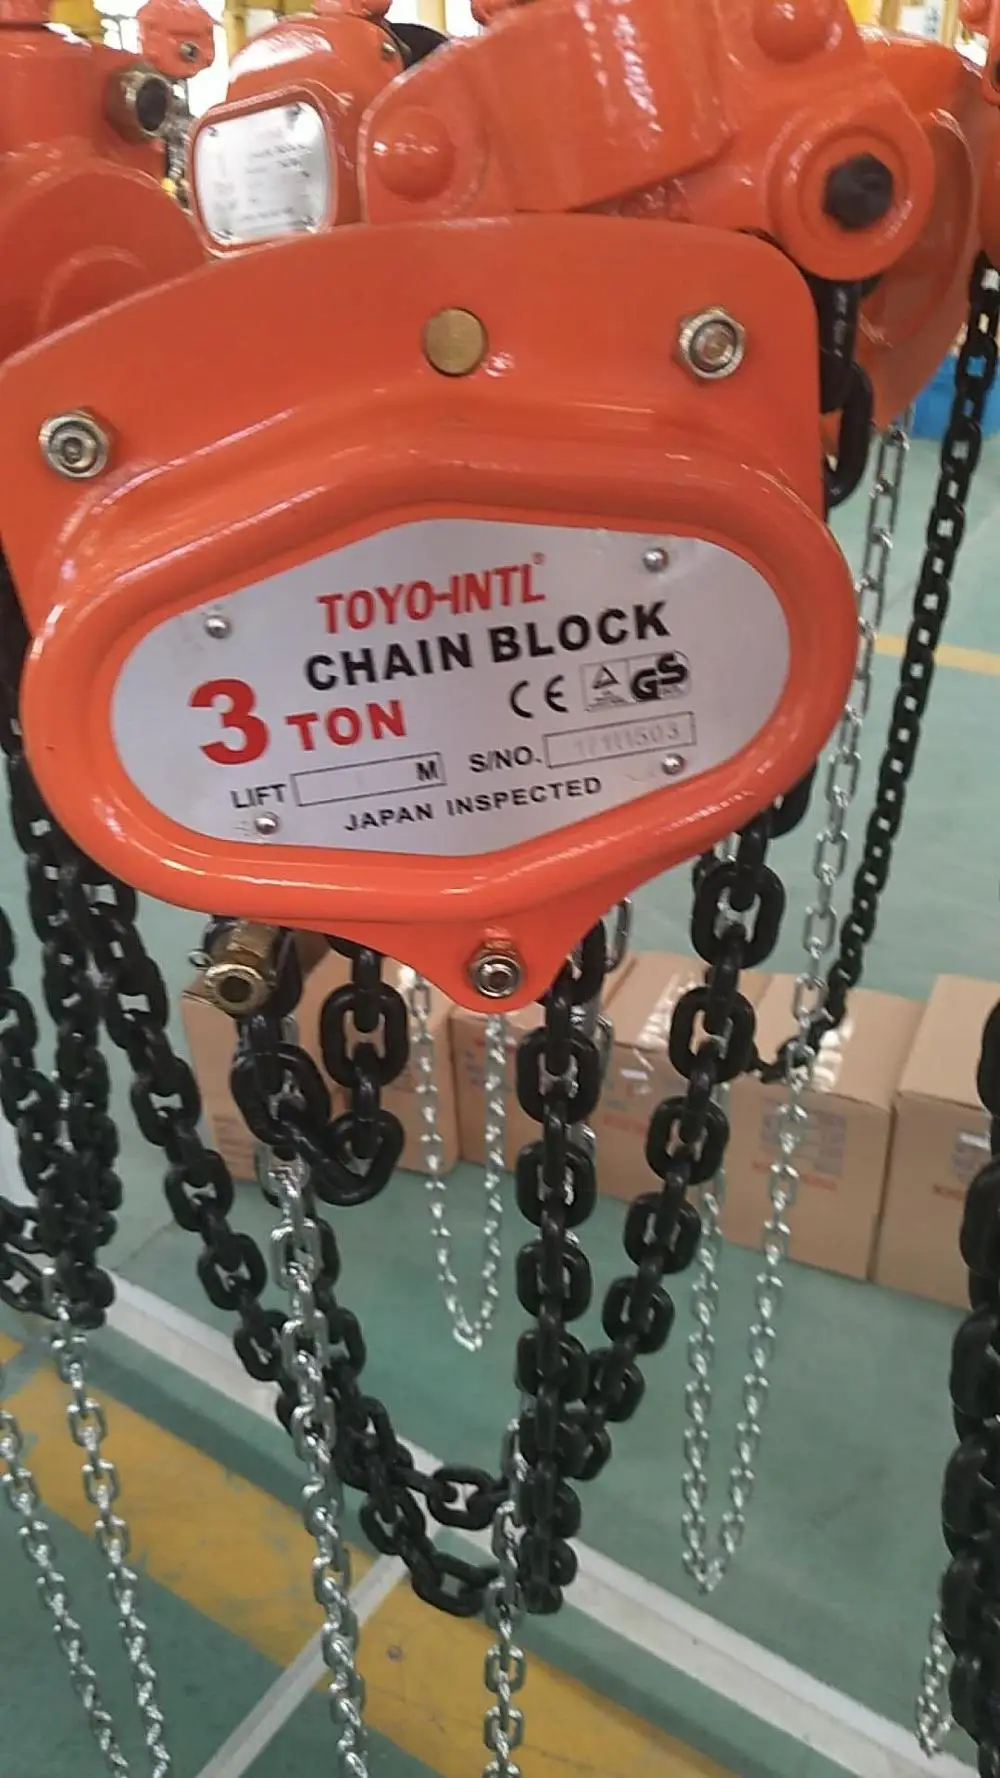 TOYO-INTL®
CHAIN BLOCK
3 TON
CE GS
LIFT M S/NO.
JAPAN INSPECTED